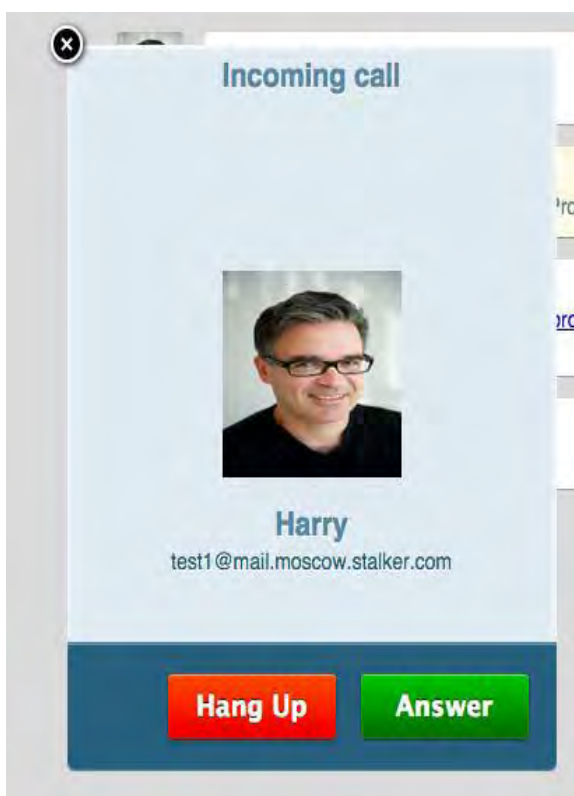 Incoming call
Harry
test1@mail.moscow.stalker.com
Hang Up
Answer